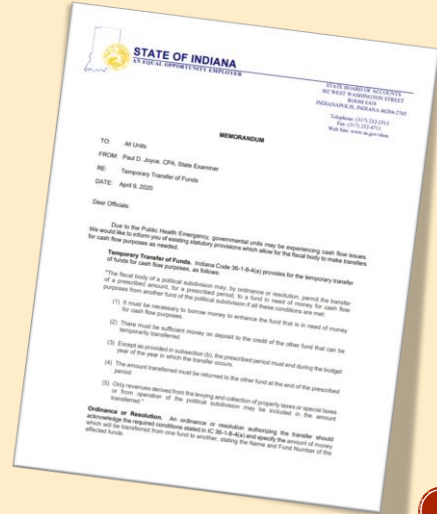 STATE OF INDIANA
AN EQUAL OPPORTUNITY EMPLOYER
STATE BOARD OF ACCOUNTS
302 WEST WASHINGTON STREET
ROOM E418
INDIANAPOLIS, INDIANA 46204-2765
Telephone: (317) 232-2513
Fax: (317) 232-4711
Web Site: www.in.gov/sboa
MEMORANDUM
TO: All Units
FROM: Paul D. Joyce, CPA, State Examiner
RE: Temporary Transfer of Funds
DATE: April 9, 2020
Dear Officials:
Due to the Public Health Emergency, governmental units may be experiencing cash flow issues.
We would like to inform you of existing statutory provisions which allow for the fiscal body to make transfers
for cash flow purposes as needed.
Temporary Transfer of Funds. Indiana Code 36-1-8-4(a) provides for the temporary transfer
of funds for cash flow purposes, as follows:
"The fiscal body of a political subdivision may, by ordinance or resolution, permit the transfer
of a prescribed amount, for a prescribed period, to a fund in need of money for cash flow
purposes from another fund of the political subdivision if all these conditions are met:
(1) It must be necessary to borrow money to enhance the fund that is in need of money
for cash flow purposes.
(2) There must be sufficient money on deposit to the credit of the other fund that can be
temporarily transferred.
(3) Except as provided in subsection (b), the prescribed period must end during the budget
year of the year in which the transfer occurs.
(4) The amount transferred must be returned to the other fund at the end of the prescribed
period.
(5) Only revenues derived from the levying and collection of property taxes or special taxes
or from operation of the political subdivision may be included in the amount
transferred."
Ordinance or Resolution. An ordinance or resolution authorizing the transfer should
acknowledge the required conditions stated in IC 36-1-8-4(a) and specify the amount of money
which will be transferred from one fund to another, stating the Name and Fund Number of the
affected funds.